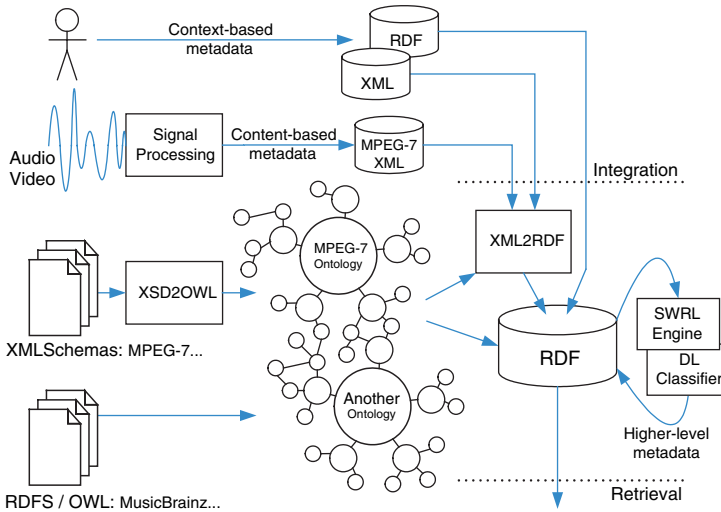 Context-based
metadata
RDF
XML
Audio
Video
Signal
Processing
Content-based
metadata
MPEG-7
XML
Integration
XML2RDF
MPEG-7
Ontology
XSD2OWL
XMLSchemas: MPEG-7...
RDF
SWRL
Engine
DL
Classifier
Another
Ontology
Higher-level
metadata
RDFS / OWL: MusicBrainz...
Retrieval